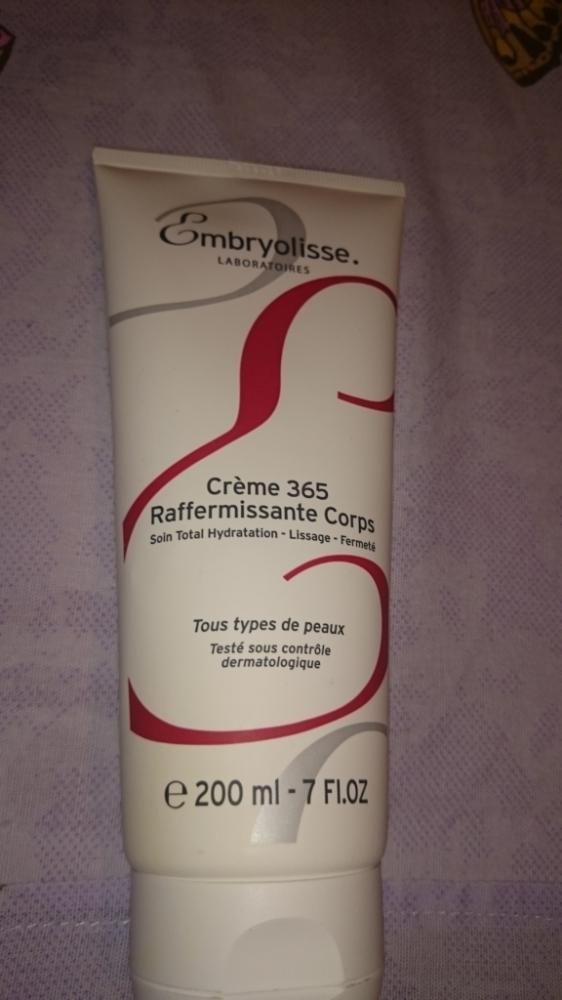 Embryolisse.
LABORATOIRES
Crème 365
Raffermissante Corps
Soin Total Hydratation - Lissage - Fermeté
Tous types de peaux
Testé sous contrôle
dermatologique
e 200 ml - 7 Fl.OZ